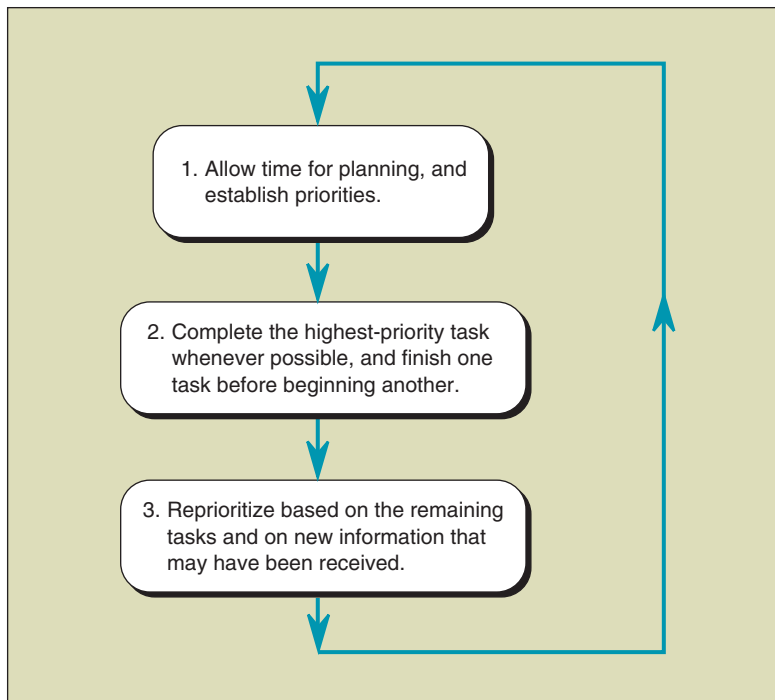 1. Allow time for planning, and
establish priorities.
2. Complete the highest-priority task
whenever possible, and finish one
task before beginning another.
3. Reprioritize based on the remaining
tasks and on new information that
may have been received.